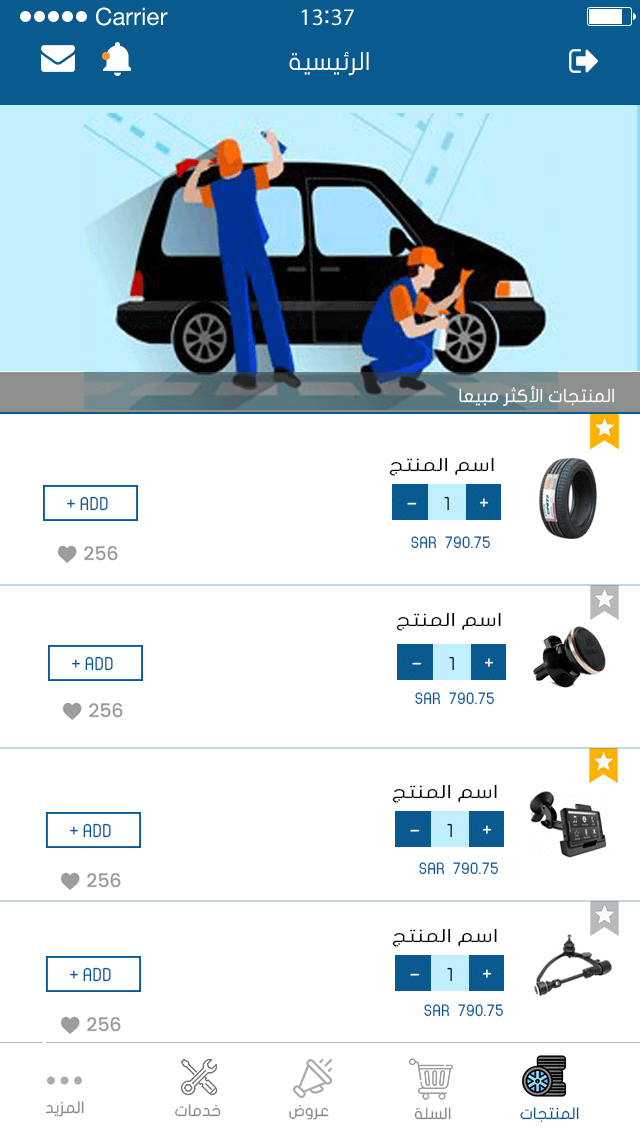 Carrier 13:37
الرئيسية
المنتجات الأكثر مبيعا
اسم المنتج
- 1 +
+ ADD
SAR 790.75
256
اسم المنتج
- 1 +
+ ADD
SAR 790.75
256
اسم المنتج
- 1 +
+ ADD
SAR 790.75
256
اسم المنتج
- 1 +
+ ADD
SAR 790.75
256
المنتجات السلة عروض خدمات المزيد